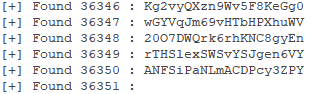 [+] Found 36346 : Kg2vyQXzn9Wv5F8KeGg0
[+] Found 36347 : wGYVqJm69vHTbHPXhuWV
[+] Found 36348 : 20O7DWQrk6rhKNC8gyEn
[+] Found 36349 : rTHSlexSWSvYSJgen6VY
[+] Found 36350 : ANFSiPaNLmACDPcy3ZPY
[+] Found 36351 :